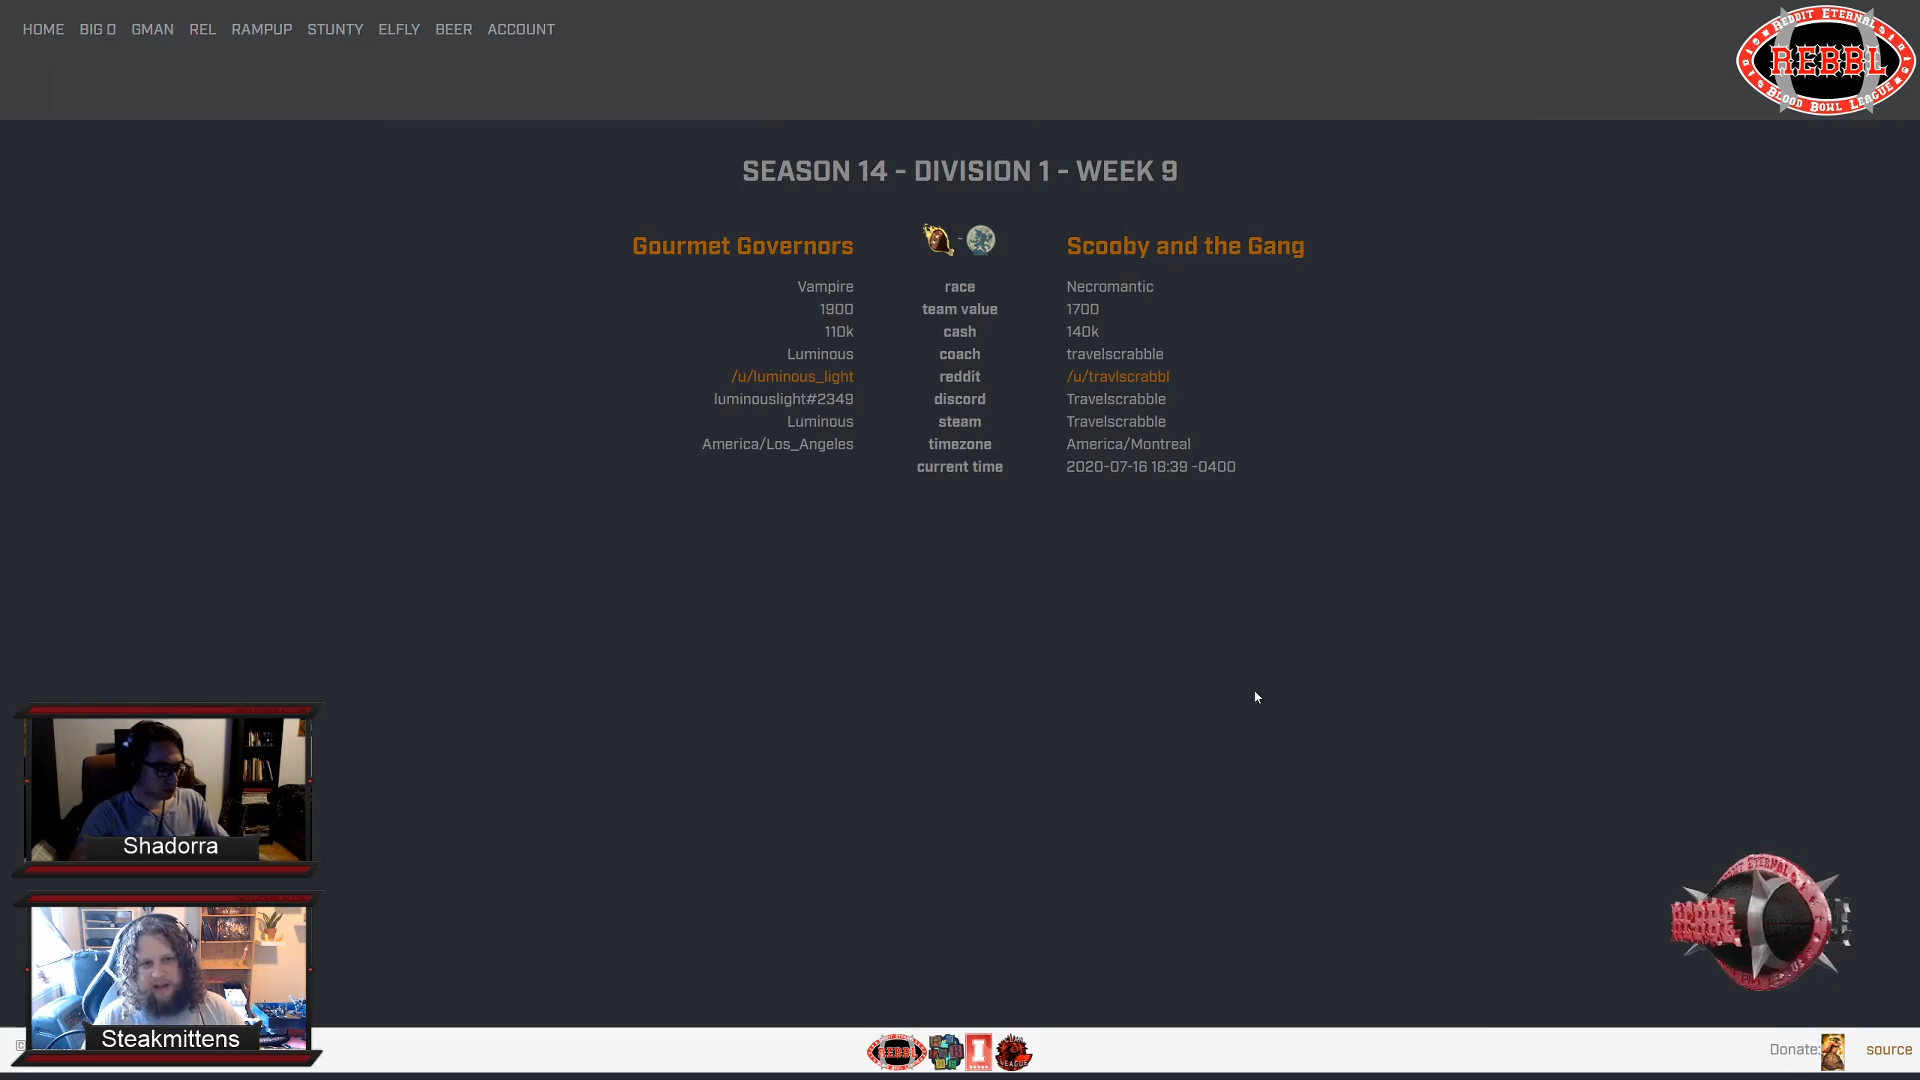 HOME BIG O GMAN REL RAMPUP STUNTY ELFLY BEER ACCOUNT
REDDIT ETERNAL
REBBL
BLOOD BOWL LEAGUE
SEASON 14 - DIVISION 1 - WEEK 9
Gourmet Governors - Scooby and the Gang
Vampire race Necromantic
1900 team value 1700
110k cash 140k
Luminous coach travelscrabble
/u/luminous_light reddit /u/travlscrabbl
luminouslight#2349 discord Travelscrabble
Luminous steam Travelscrabble
America/Los_Angeles timezone America/Montreal
current time 2020-07-16 18:39 -0400
Shadorra
REBBL
Steakmittens
©
REBBL
I
LEAGUE
Donate: source